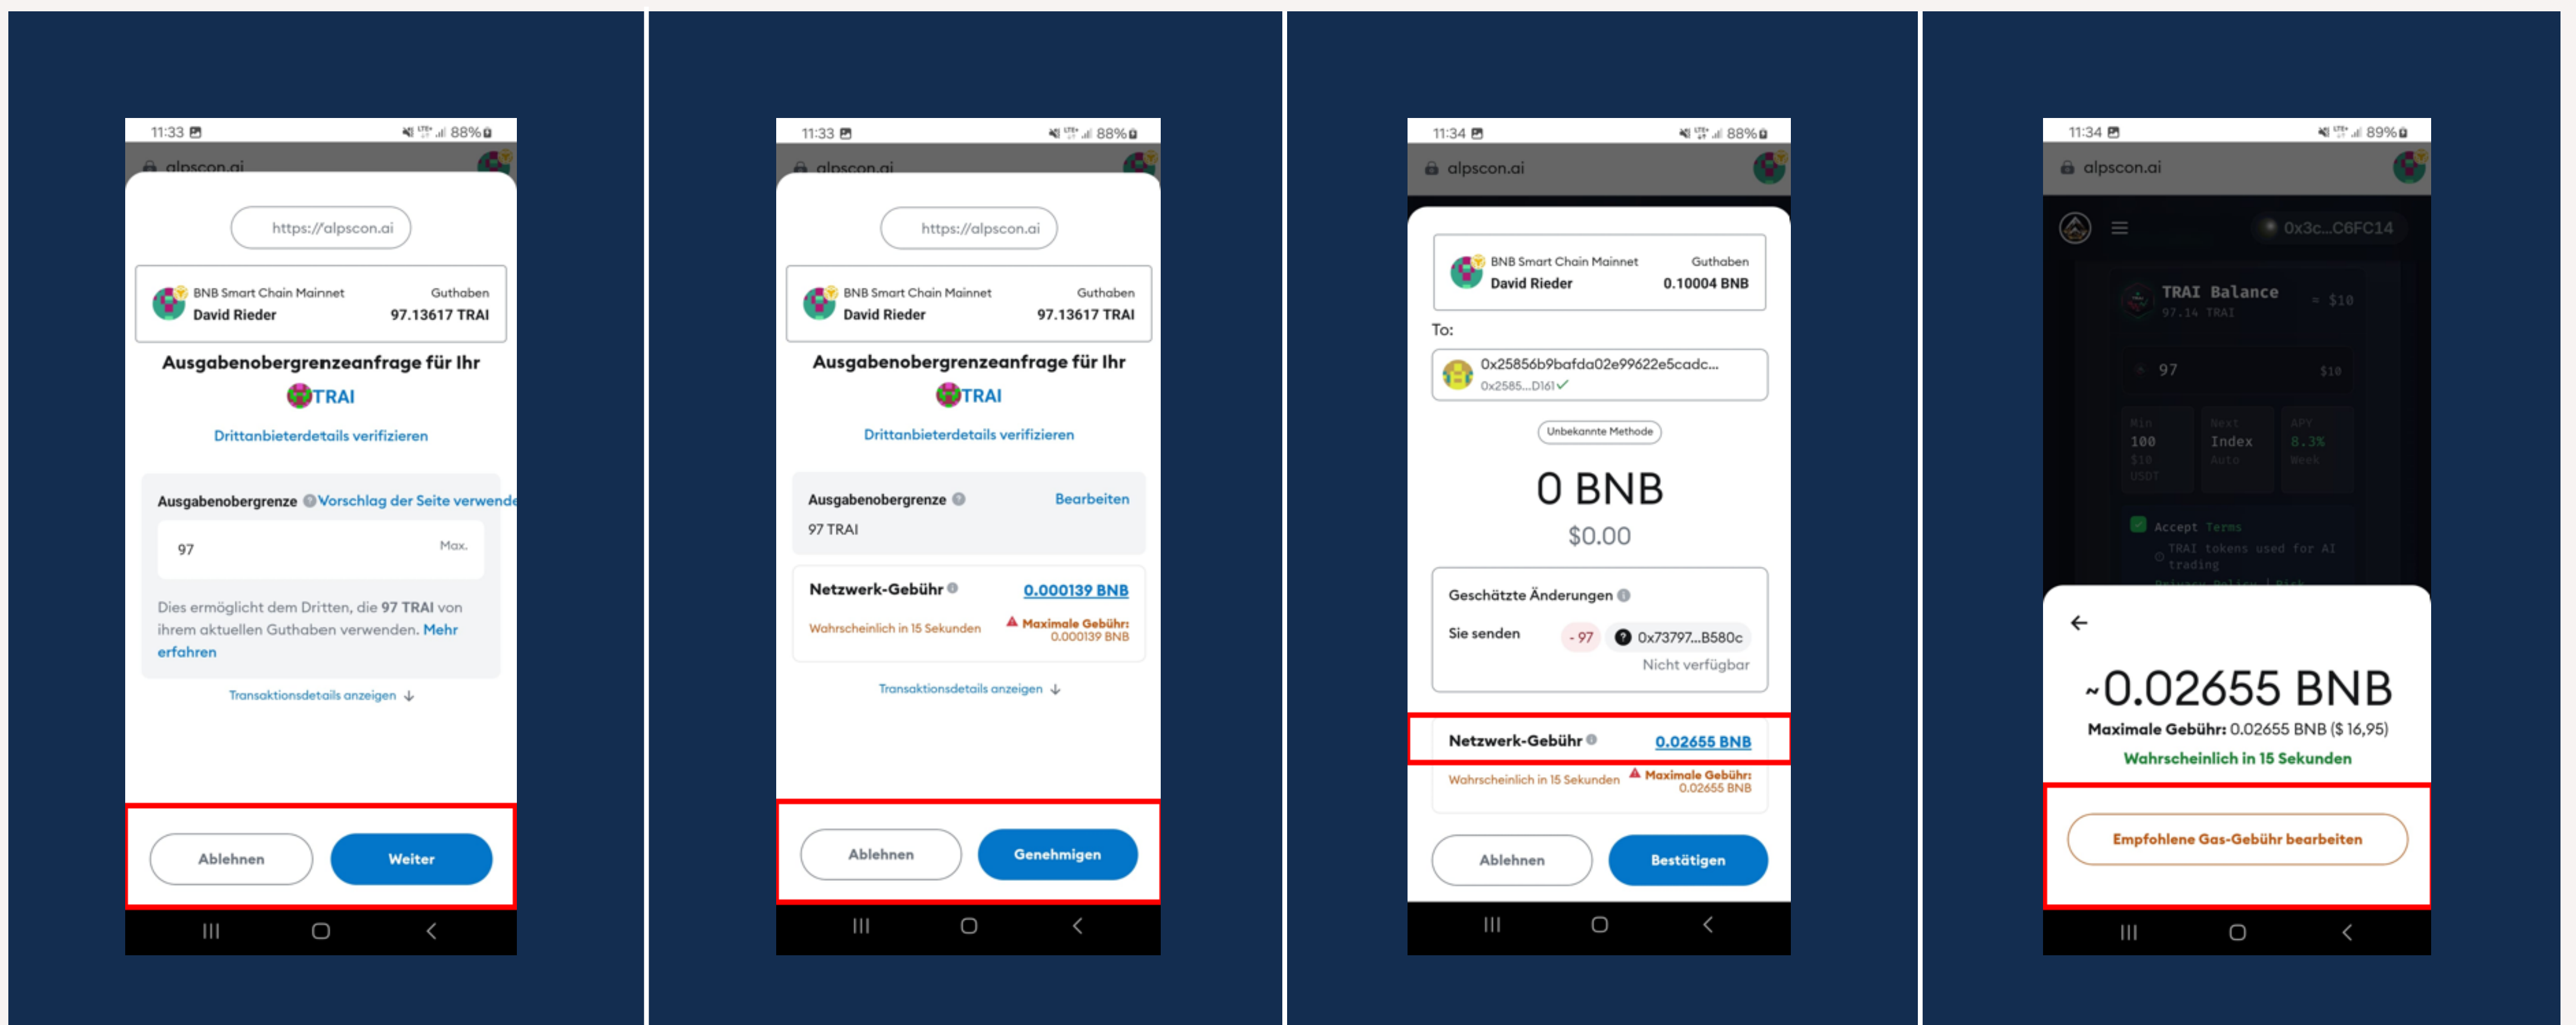 11:33
88%
alpscon.ai
https://alpscon.ai
BNB Smart Chain Mainnet
Guthaben
David Rieder
97.13617 TRAI
Ausgabenobergrenzeanfrage für Ihr
TRAI
Drittanbieterdetails verifizieren
Ausgabenobergrenze
Vorschlag der Seite verwende
97
Max.
Dies ermöglicht dem Dritten, die 97 TRAI von
ihrem aktuellen Guthaben verwenden. Mehr
erfahren
Transaktionsdetails anzeigen
Ablehnen
Weiter
11:33
88%
alpscon.ai
https://alpscon.ai
BNB Smart Chain Mainnet
Guthaben
David Rieder
97.13617 TRAI
Ausgabenobergrenzeanfrage für Ihr
TRAI
Drittanbieterdetails verifizieren
Ausgabenobergrenze
Bearbeiten
97 TRAI
Netzwerk-Gebühr
0.000139 BNB
Wahrscheinlich in 15 Sekunden
Maximale Gebühr:
0.000139 BNB
Transaktionsdetails anzeigen
Ablehnen
Genehmigen
11:34
88%
alpscon.ai
BNB Smart Chain Mainnet
Guthaben
David Rieder
0.10004 BNB
To:
0x25856b9bafda02e99622e5cadc...
0x2585...D161
Unbekannte Methode
0 BNB
$0.00
Geschätzte Änderungen
Sie senden
- 97
0x73797...B580c
Nicht verfügbar
Netzwerk-Gebühr
0.02655 BNB
Wahrscheinlich in 15 Sekunden
Maximale Gebühr:
0.02655 BNB
Ablehnen
Bestätigen
11:34
89%
alpscon.ai
0x3c...C6FC14
TRAI Balance
≈ $10
97.14 TRAI
97
$10
Min
Next
APY
100
Index
8.3%
$10
Auto
Week
USDT
Accept Terms
TRAI tokens used for AI
trading
~0.02655 BNB
Maximale Gebühr: 0.02655 BNB ($ 16,95)
Wahrscheinlich in 15 Sekunden
Empfohlene Gas-Gebühr bearbeiten